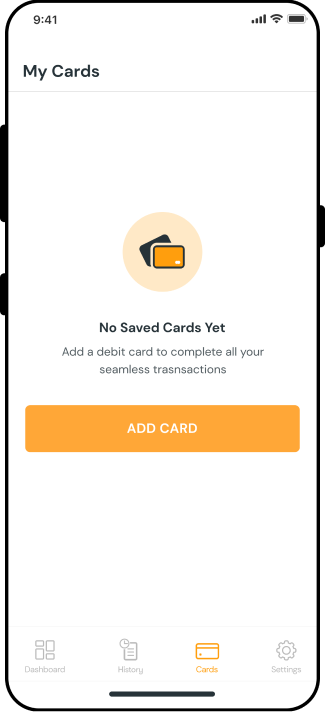 9:41
My Cards
No Saved Cards Yet
Add a debit card to complete all your
seamless trasnsactions
ADD CARD
Dashboard History Cards Settings